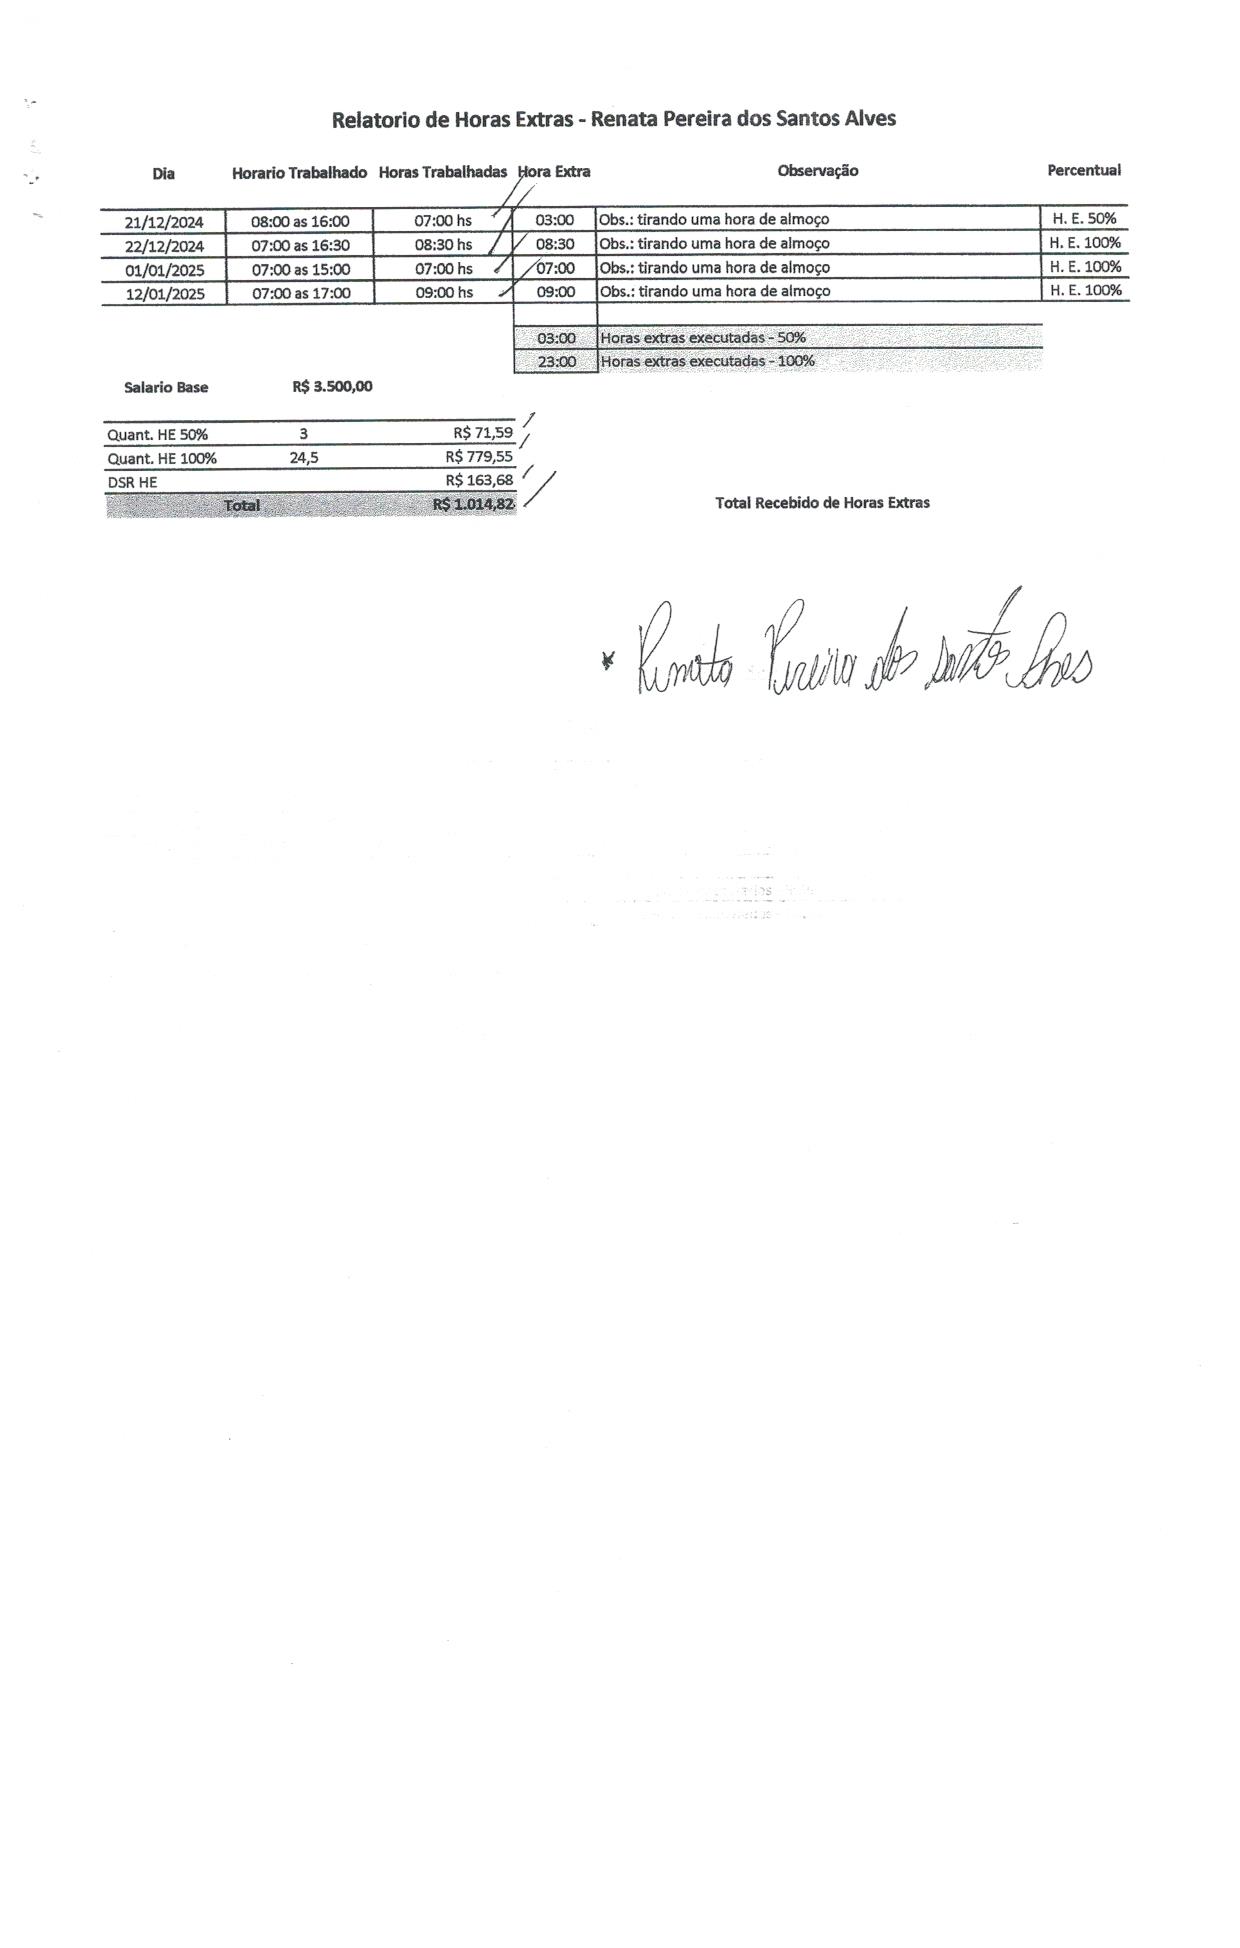 Relatorio de Horas Extras - Renata Pereira dos Santos Alves
Dia Horario Trabalhado Horas Trabalhadas Hora Extra Observação Percentual
21/12/2024 08:00 as 16:00 07:00 hs 03:00 Obs.: tirando uma hora de almoço H. E. 50%
22/12/2024 07:00 as 16:30 08:30 hs 08:30 Obs.: tirando uma hora de almoço H. E. 100%
01/01/2025 07:00 as 15:00 07:00 hs 07:00 Obs.: tirando uma hora de almoço H. E. 100%
12/01/2025 07:00 as 17:00 09:00 hs 09:00 Obs.: tirando uma hora de almoço H. E. 100%
03:00 Horas extras executadas - 50%
23:00 Horas extras executadas - 100%
Salario Base R$ 3.500,00
Quant. HE 50% 3 R$ 71,59
Quant. HE 100% 24,5 R$ 779,55
DSR HE R$ 163,68
Total R$ 1.014,82 Total Recebido de Horas Extras
* Renata Pereira dos Santos Alves